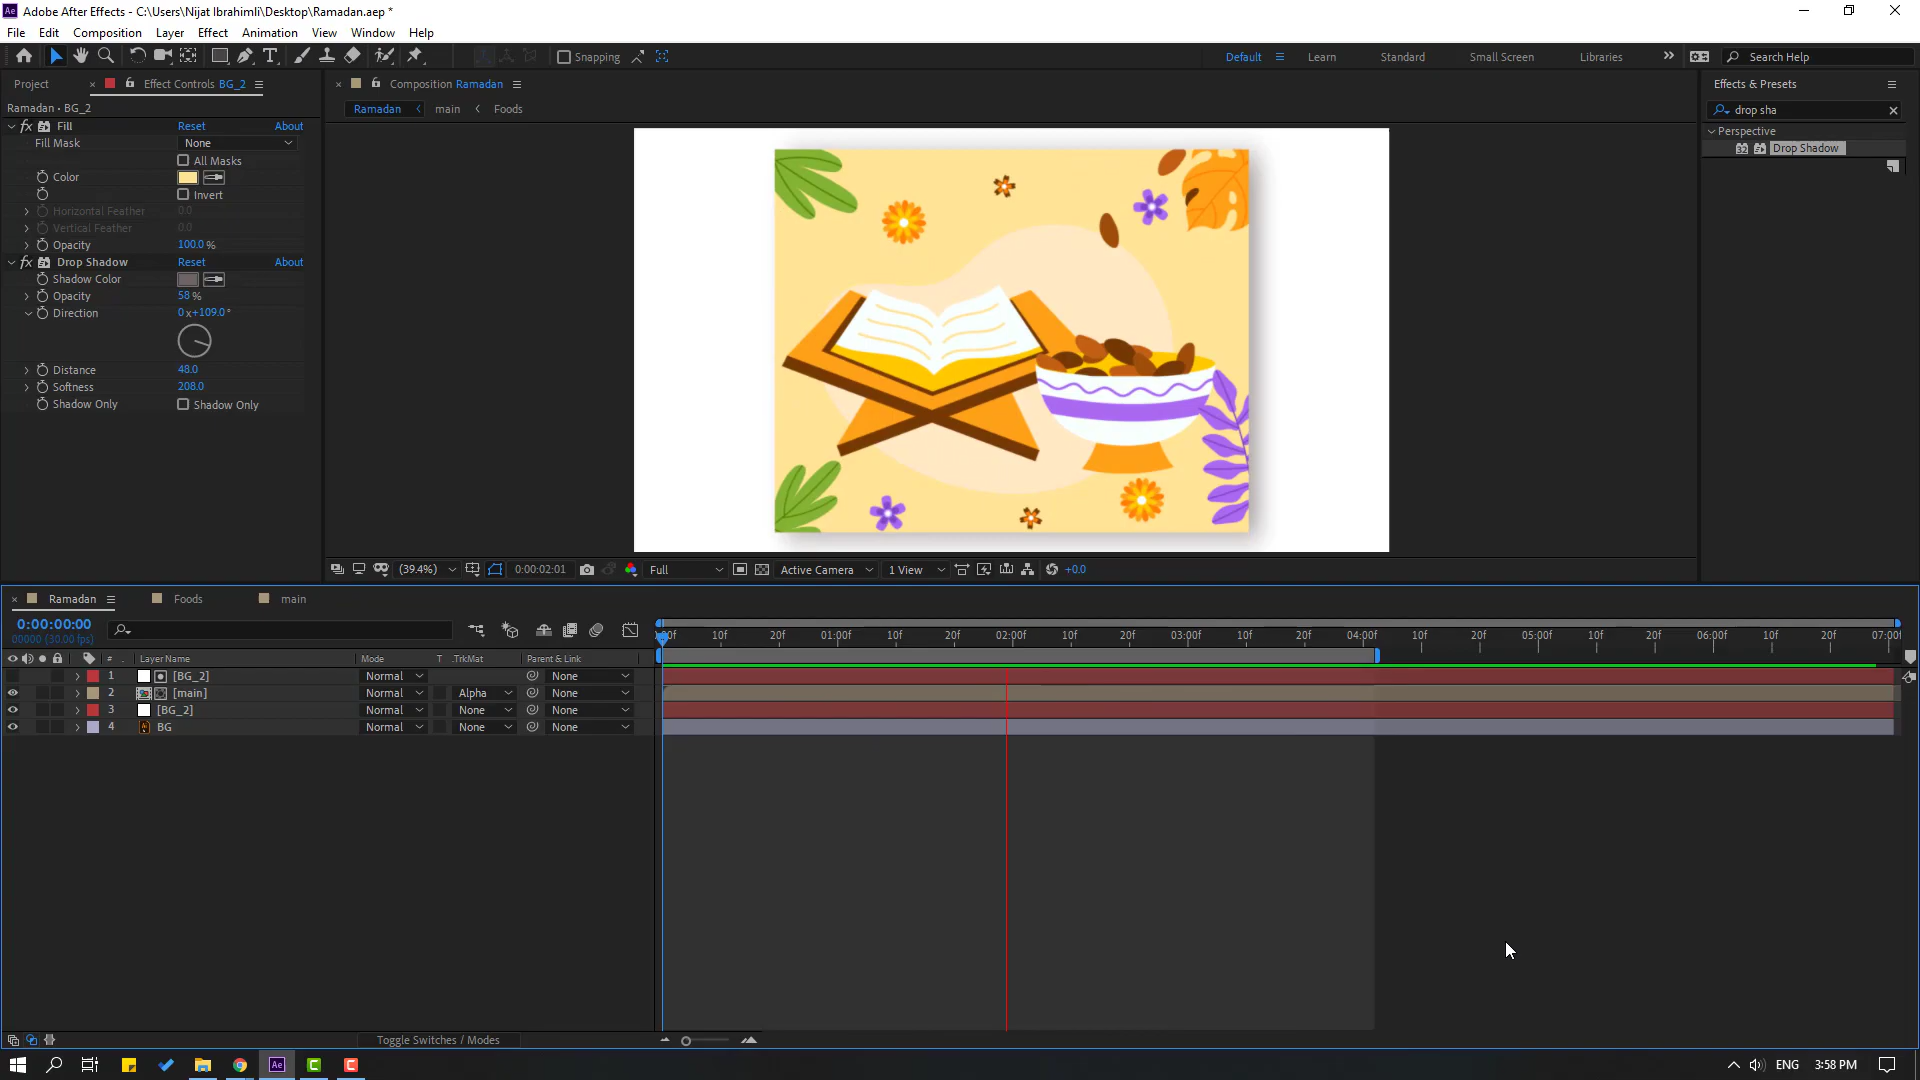 Ae Adobe After Effects - C:\Users\Nijat Ibrahimli\Desktop\Ramadan.aep *
File Edit Composition Layer Effect Animation View Window Help
Snapping
Default Learn Standard Small Screen Libraries Search Help
Project Effect Controls BG_2
Composition Ramadan
Effects & Presets
Ramadan • BG_2
Ramadan main Foods
drop sha
Fill Reset About
Fill Mask None
All Masks
Color
Invert
Horizontal Feather 0.0
Vertical Feather 0.0
Opacity 100.0 %
Drop Shadow Reset About
Shadow Color
Opacity 58 %
Direction 0x+109.0°
Distance 48.0
Softness 208.0
Shadow Only Shadow Only
Perspective
32 Drop Shadow
(39.4%) 0:00:02:01 Full Active Camera 1 View +0.0
Ramadan Foods main
0:00:00:00
00000 (30.00 fps)
:00f 10f 20f 01:00f 10f 20f 02:00f 10f 20f 03:00f 10f 20f 04:00f 10f 20f 05:00f 10f 20f 06:00f 10f 20f 07:00f
# Layer Name Mode T .TrkMat Parent & Link
1 [BG_2] Normal None
2 [main] Normal Alpha None
3 [BG_2] Normal None None
4 BG Normal None None
Toggle Switches / Modes
Ae C C ENG 3:58 PM